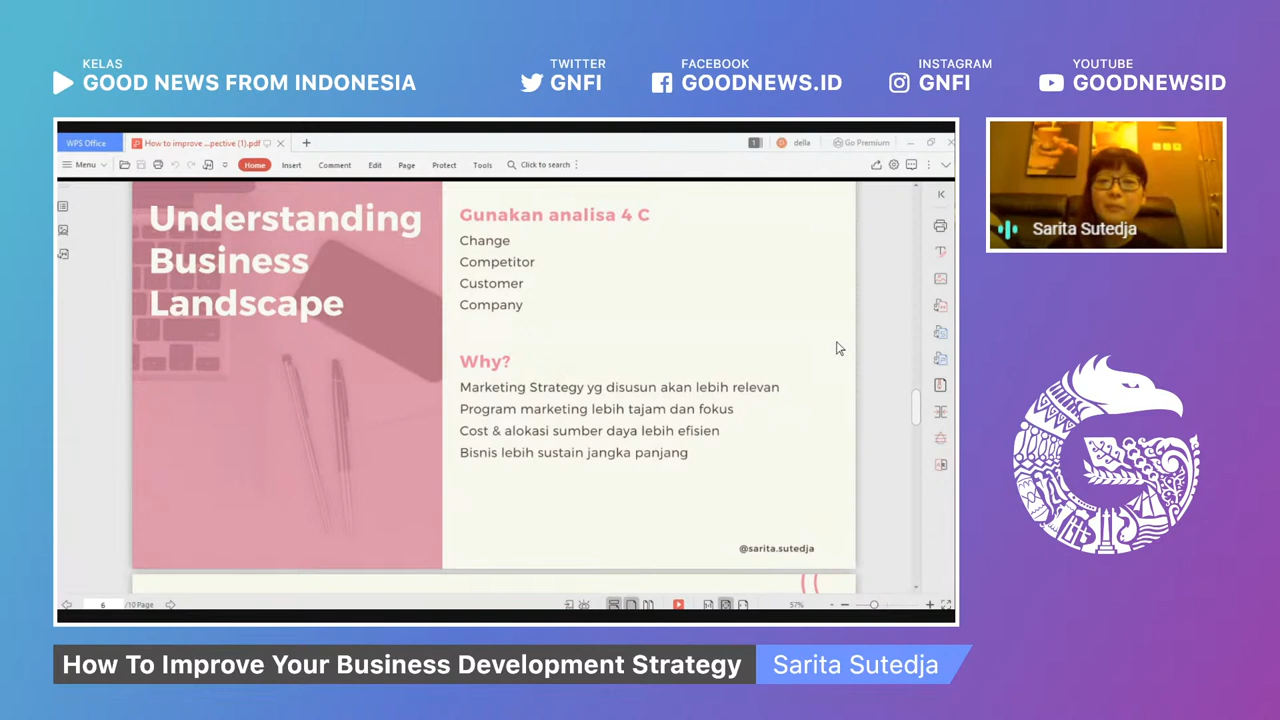 KELAS
GOOD NEWS FROM INDONESIA
TWITTER
GNFI
FACEBOOK
GOODNEWS.ID
INSTAGRAM
GNFI
YOUTUBE
GOODNEWSID
WPS Office
How to improve ...pective (1).pdf
1
della
Go Premium
Menu
Home
Insert
Comment
Edit
Page
Protect
Tools
Click to search
Understanding
Business
Landscape
Gunakan analisa 4 C
Change
Competitor
Customer
Company
Why?
Marketing Strategy yg disusun akan lebih relevan
Program marketing lebih tajam dan fokus
Cost & alokasi sumber daya lebih efisien
Bisnis lebih sustain jangka panjang
@sarita.sutedja
6
/10 Page
57%
Sarita Sutedja
How To Improve Your Business Development Strategy
Sarita Sutedja